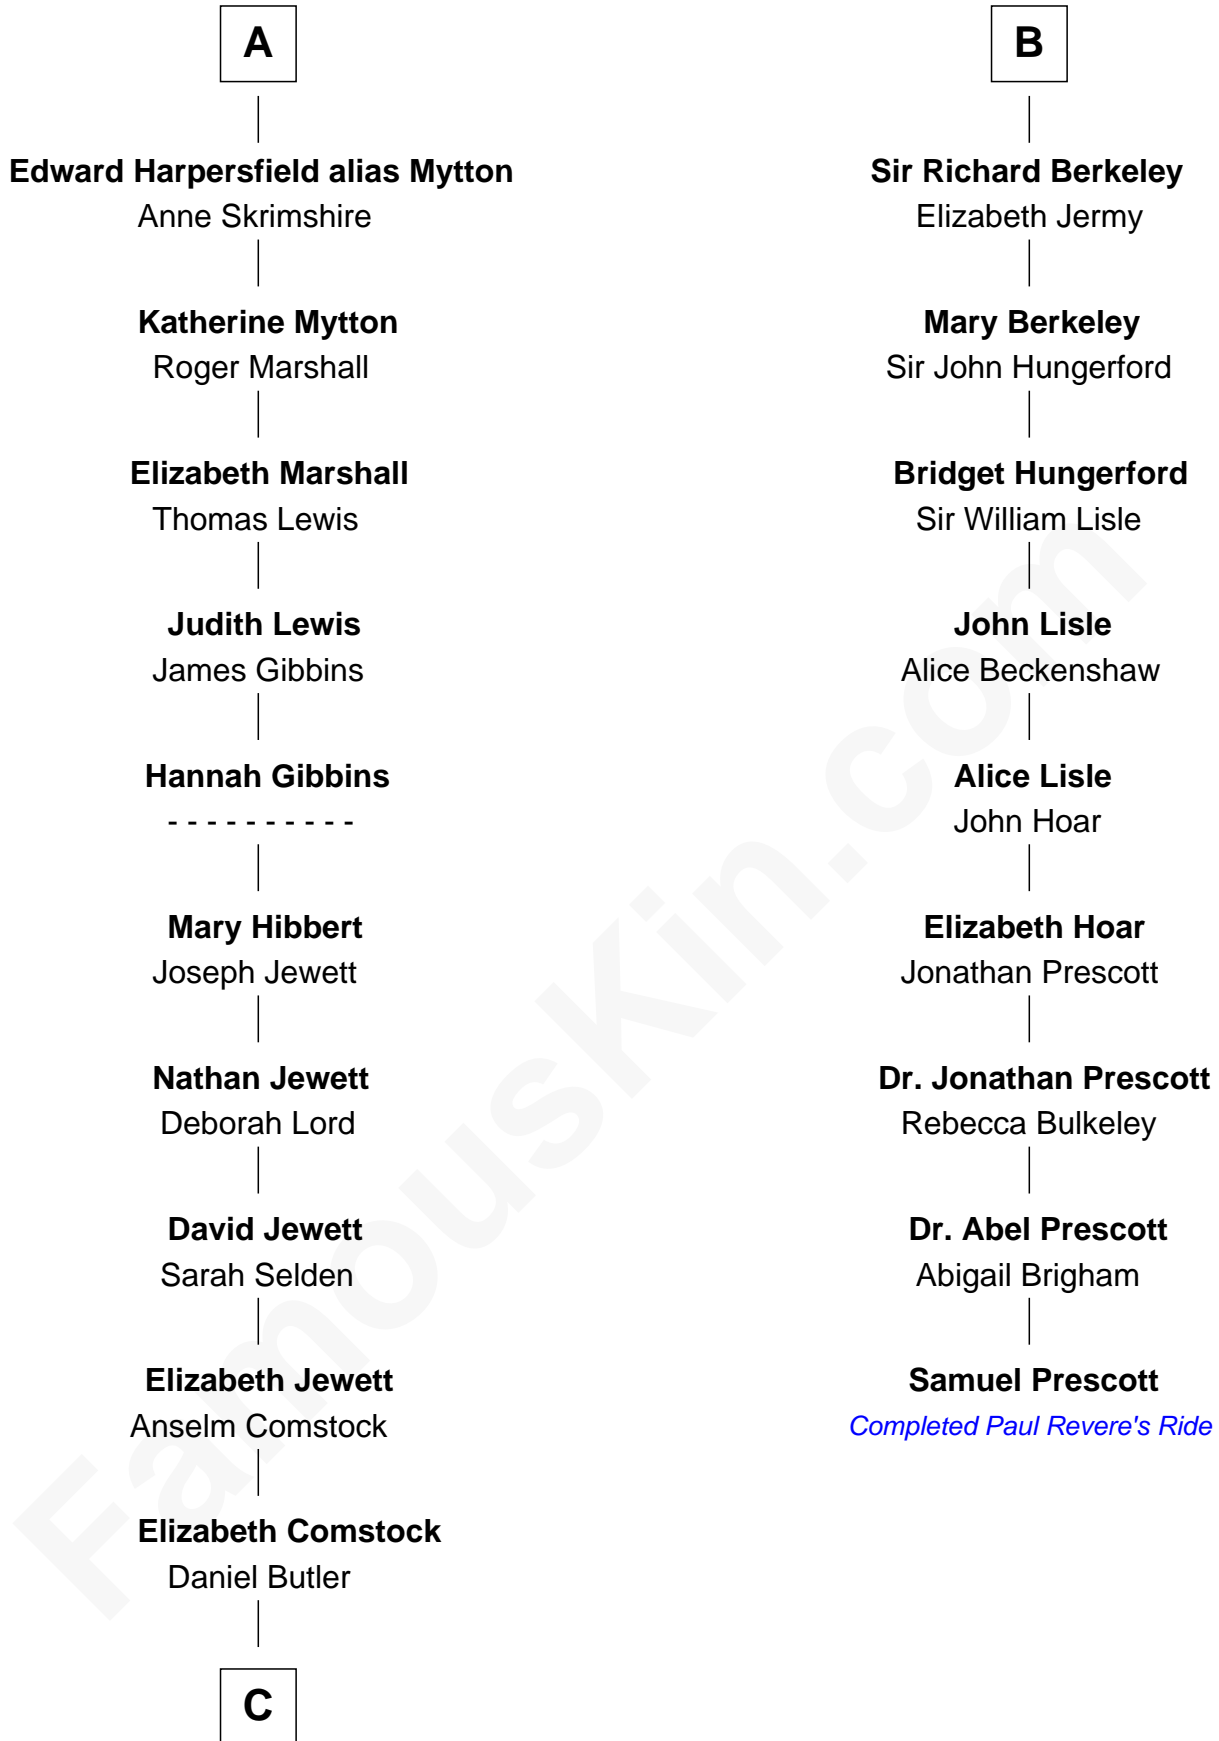 A
Edward Harpersfield alias Mytton
Anne Skrimshire
Katherine Mytton
Roger Marshall
Elizabeth Marshall
Thomas Lewis
Judith Lewis
James Gibbins
Hannah Gibbins
- - - - - - - - - -
Mary Hibbert
Joseph Jewett
Nathan Jewett
Deborah Lord
David Jewett
Sarah Selden
Elizabeth Jewett
Anselm Comstock
Elizabeth Comstock
Daniel Butler
C
B
Sir Richard Berkeley
Elizabeth Jermy
Mary Berkeley
Sir John Hungerford
Bridget Hungerford
Sir William Lisle
John Lisle
Alice Beckenshaw
Alice Lisle
John Hoar
Elizabeth Hoar
Jonathan Prescott
Dr. Jonathan Prescott
Rebecca Bulkeley
Dr. Abel Prescott
Abigail Brigham
Samuel Prescott
Completed Paul Revere's Ride
FamousKin.com